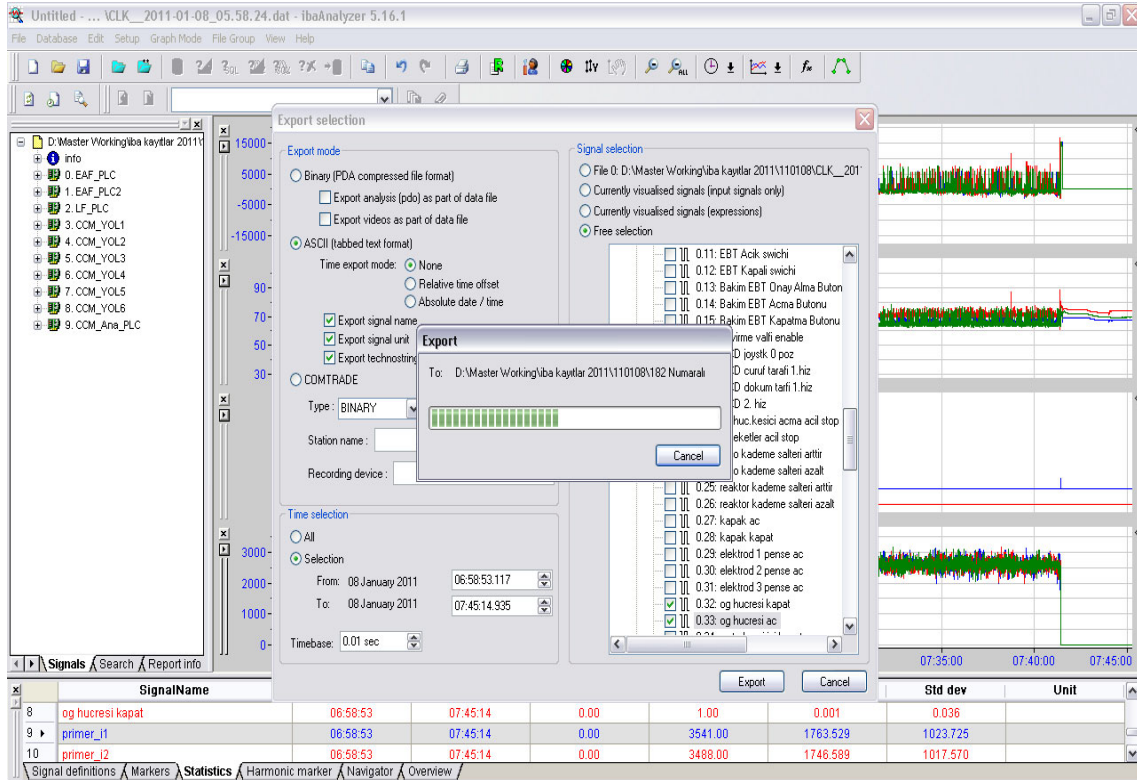 Untitled - ... \CLK__2011-01-08_05.58.24.dat - ibaAnalyzer 5.16.1
File Database Edit Setup Graph Mode File Group View Help
D:\Master Working\iba kayıtlar 2011\1
info
0. EAF_PLC
1. EAF_PLC2
2. LF_PLC
3. CCM_YOL1
4. CCM_YOL2
5. CCM_YOL3
6. CCM_YOL4
7. CCM_YOL5
8. CCM_YOL6
9. CCM_Ana_PLC
Signals Search Report info
15000
5000
-5000
-15000
90
70
50
30
3000
2000
1000
0
Export selection
Export mode
Binary (PDA compressed file format)
Export analysis (pdo) as part of data file
Export videos as part of data file
ASCII (tabbed text format)
Time export mode: None
Relative time offset
Absolute date / time
Export signal name
Export signal unit
Export technostring
COMTRADE
Type : BINARY
Station name :
Recording device :
Time selection
All
Selection
From: 08 January 2011 06:58:53.117
To: 08 January 2011 07:45:14.935
Timebase: 0.01 sec
Signal selection
File 0: D:\Master Working\iba kayıtlar 2011\110108\CLK__201
Currently visualised signals (input signals only)
Currently visualised signals (expressions)
Free selection
0.11: EBT Acik swichi
0.12: EBT Kapali swichi
0.13: Bakim EBT Onay Alma Buton
0.14: Bakim EBT Acma Butonu
0.15: Bakim EBT Kapatma Butonu
valfi enable
joystk 0 poz
curuf tarafi 1.hiz
dokum tarfi 1.hiz
2. hiz
huc.kesici acma acil stop
acil stop
kademe salteri arttir
kademe salteri azalt
0.25: reaktor kademe salteri arttir
0.26: reaktor kademe salteri azalt
0.27: kapak ac
0.28: kapak kapat
0.29: elektrod 1 pense ac
0.30: elektrod 2 pense ac
0.31: elektrod 3 pense ac
0.32: og hucresi kapat
0.33: og hucresi ac
Export Cancel
Export
To: D:\Master Working\iba kayıtlar 2011\110108\182 Numaralı
Cancel
07:35:00 07:40:00 07:45:00
SignalName Std dev Unit
8 og hucresi kapat 06:58:53 07:45:14 0.00 1.00 0.001 0.036
9 primer_i1 06:58:53 07:45:14 0.00 3541.00 1763.529 1023.725
10 primer_i2 06:58:53 07:45:14 0.00 3488.00 1746.589 1017.570
Signal definitions Markers Statistics Harmonic marker Navigator Overview